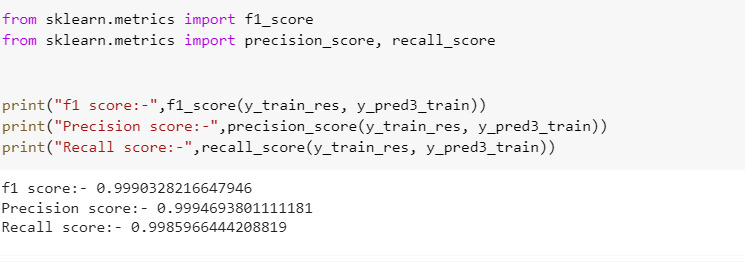 from sklearn.metrics import f1_score
from sklearn.metrics import precision_score, recall_score
print("f1 score:-",f1_score(y_train_res, y_pred3_train))
print("Precision score:-",precision_score(y_train_res, y_pred3_train))
print("Recall score:-",recall_score(y_train_res, y_pred3_train))
f1 score:- 0.9990328216647946
Precision score:- 0.9994693801111181
Recall score:- 0.9985966444208819